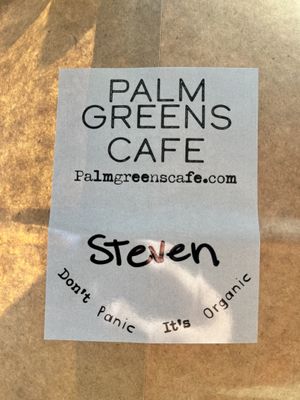 PALM
GREENS
CAFE
Palmgreenscafe.com
Steven
Don't Panic It's Organic